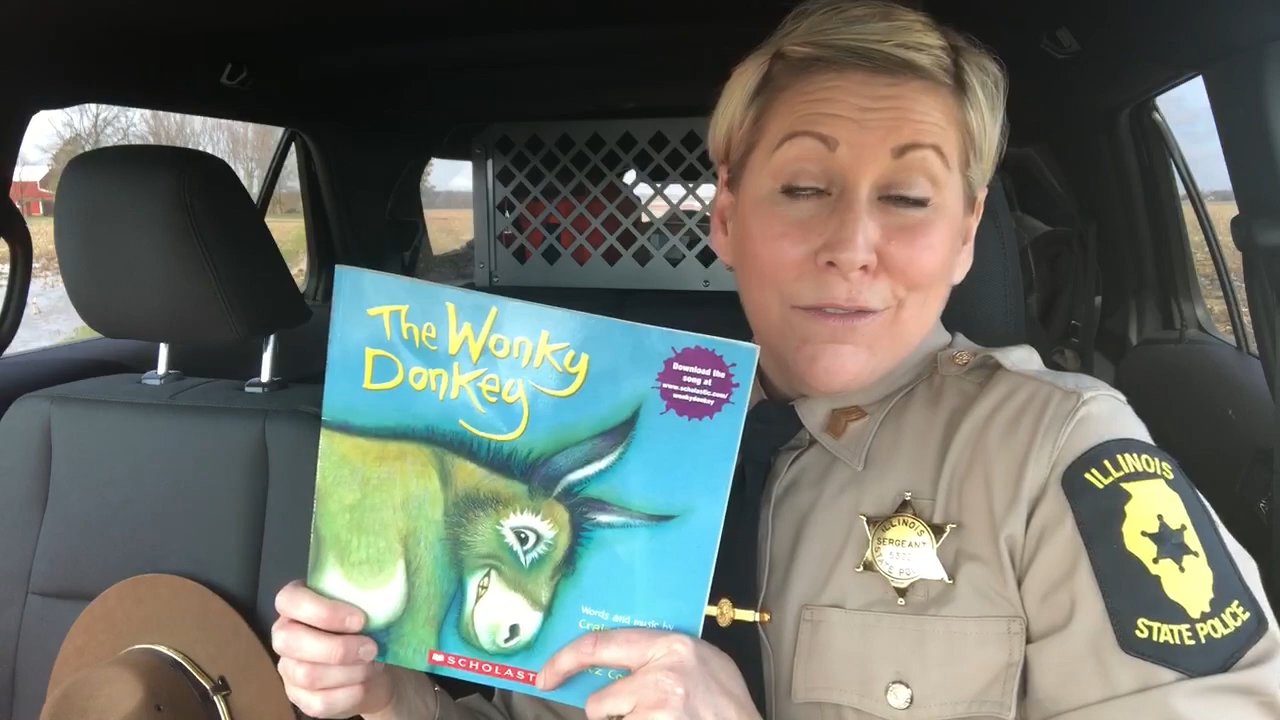 The Wonky
Donkey
Download the
song at
www.scholastic.com/
wonkydonkey
Words and music by
SCHOLAST
ILLINOIS
SERGEANT
ILLINOIS
STATE POLICE